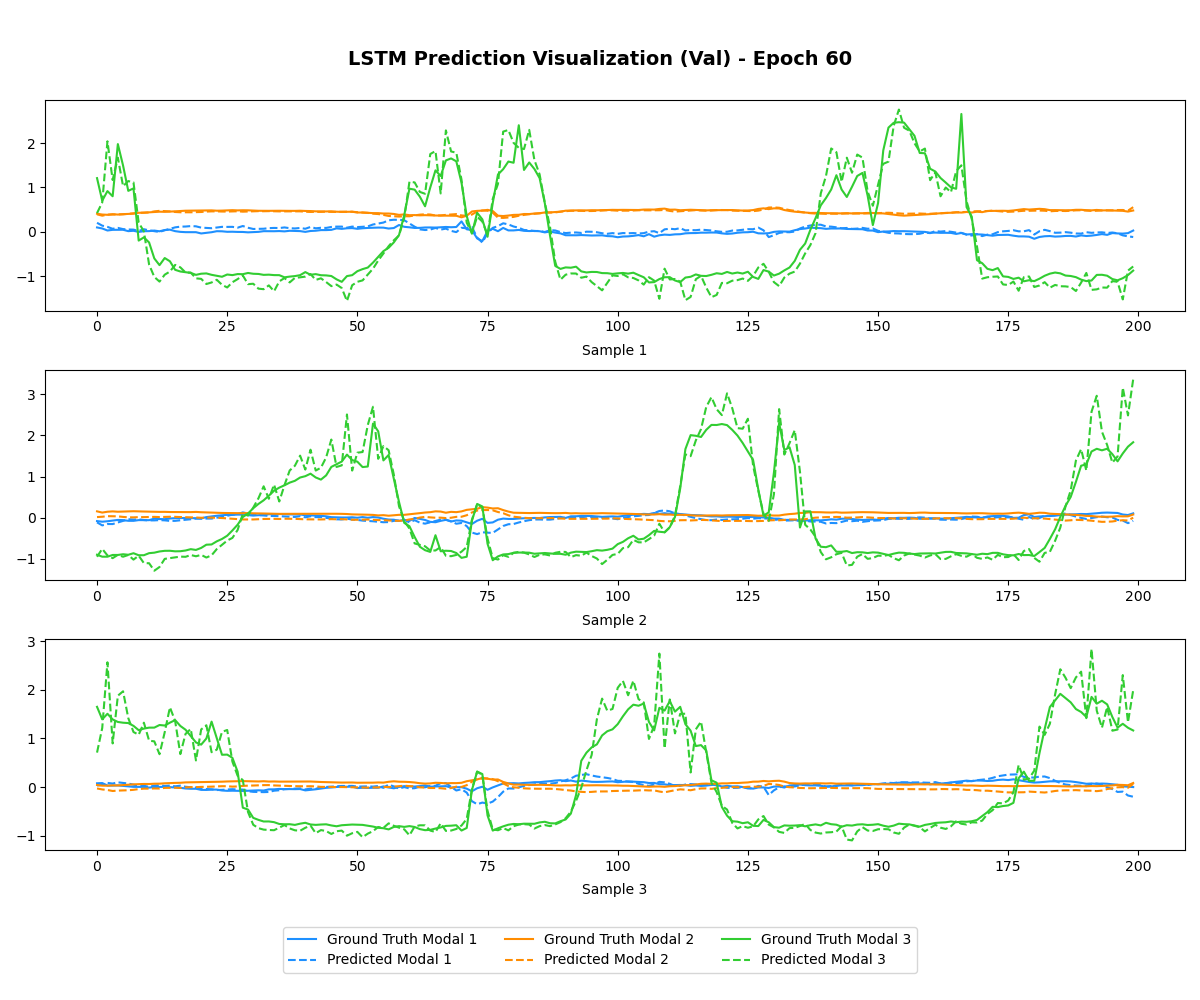 LSTM Prediction Visualization (Val) - Epoch 60
2
1
0
−1
0 25 50 75 100 125 150 175 200
Sample 1
3
2
1
0
−1
0 25 50 75 100 125 150 175 200
Sample 2
3
2
1
0
−1
0 25 50 75 100 125 150 175 200
Sample 3
Ground Truth Modal 1 Ground Truth Modal 2 Ground Truth Modal 3
Predicted Modal 1 Predicted Modal 2 Predicted Modal 3